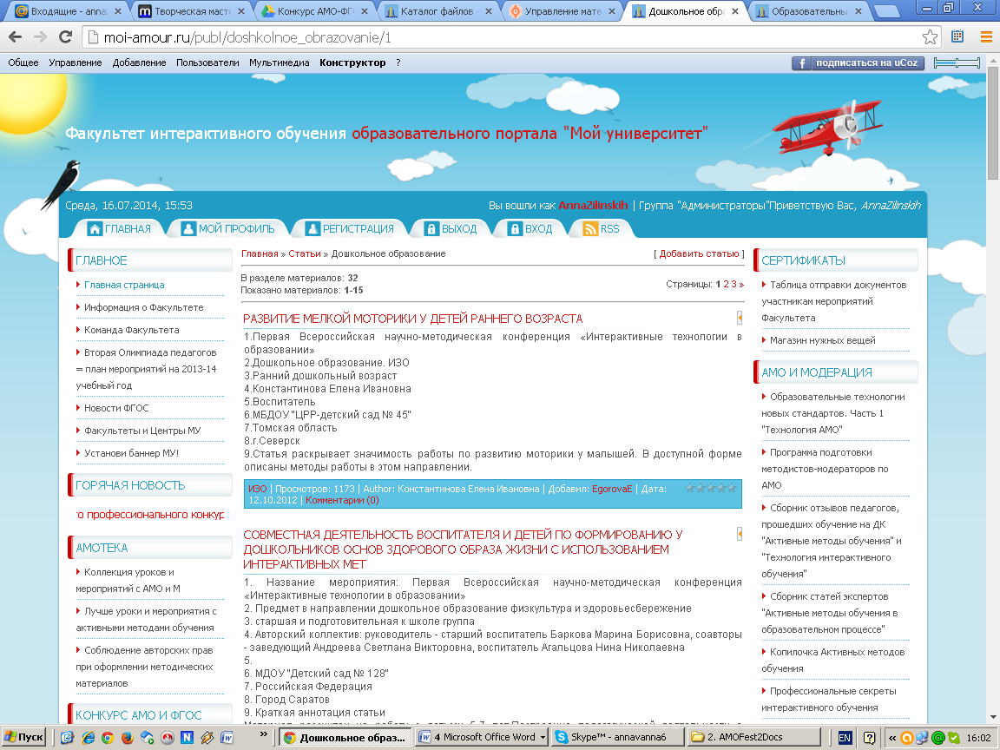 Входящие - anna
Творческая маст
Конкурс АМО-ФГ
Каталог файлов -
Управление мате
Дошкольное обра
Образовательны
moi-amour.ru/publ/doshkolnoe_obrazovanie/1
Общее Управление Добавление Пользователи Мультимедиа Конструктор ?
подписаться на uCoz
Факультет интерактивного обучения образовательного портала "Мой университет"
Среда, 16.07.2014, 15:53
Вы вошли как AnnaZilinskih | Группа "Администраторы"Приветствую Вас, AnnaZilinskih
ГЛАВНАЯ
МОЙ ПРОФИЛЬ
РЕГИСТРАЦИЯ
ВЫХОД
ВХОД
RSS
ГЛАВНОЕ
Главная страница
Информация о Факультете
Команда Факультета
Вторая Олимпиада педагогов
= план мероприятий на 2013-14
учебный год
Новости ФГОС
Факультеты и Центры МУ
Установи баннер МУ!
ГОРЯЧАЯ НОВОСТЬ
го профессионального конкур
АМОТЕКА
Коллекция уроков и
мероприятий с АМО и М
Лучше уроки и мероприятия с
активными методами обучения
Соблюдение авторских прав
при оформлении методических
материалов
КОНКУРС АМО И ФГОС
Главная » Статьи » Дошкольное образование
[ Добавить статью ]
В разделе материалов: 32
Показано материалов: 1-15
Страницы: 1 2 3 »
РАЗВИТИЕ МЕЛКОЙ МОТОРИКИ У ДЕТЕЙ РАННЕГО ВОЗРАСТА
1.Первая Всероссийская научно-методическая конференция «Интерактивные технологии в
образовании»
2.Дошкольное образование. ИЗО
3.Ранний дошкольный возраст
4.Константинова Елена Ивановна
5.Воспитатель
6.МБДОУ "ЦРР-детский сад № 45"
7.Томская область
8.г.Северск
9.Статья раскрывает значимость работы по развитию моторики у малышей. В доступной форме
описаны методы работы в этом направлении.
ИЗО | Просмотров: 1173 | Author: Константинова Елена Ивановна | Добавил: EgorovaE | Дата:
12.10.2012 | Комментарии (0)
СОВМЕСТНАЯ ДЕЯТЕЛЬНОСТЬ ВОСПИТАТЕЛЯ И ДЕТЕЙ ПО ФОРМИРОВАНИЮ У
ДОШКОЛЬНИКОВ ОСНОВ ЗДОРОВОГО ОБРАЗА ЖИЗНИ С ИСПОЛЬЗОВАНИЕМ
ИНТЕРАКТИВНЫХ МЕТ
1. Название мероприятия: Первая Всероссийская научно-методическая конференция
«Интерактивные технологии в образовании»
2. Предмет в направлении дошкольное образование физкультура и здоровьесбережение
3. старшая и подготовительная к школе группа
4. Авторский коллектив: руководитель - старший воспитатель Баркова Марина Борисовна, соавторы
- заведующий Андреева Светлана Викторовна, воспитатель Агальцова Нина Николаевна
5.
6. МДОУ "Детский сад № 128"
7. Российская Федерация
8. Город Саратов
9. Краткая аннотация статьи
СЕРТИФИКАТЫ
Таблица отправки документов
участникам мероприятий
Факультета
Магазин нужных вещей
АМО И МОДЕРАЦИЯ
Образовательные технологии
новых стандартов. Часть 1
"Технология АМО"
Программа подготовки
методистов-модераторов по
АМО
Сборник отзывов педагогов,
прошедших обучение на ДК
"Активные методы обучения" и
"Технология интерактивного
обучения"
Сборник статей экспертов
"Активные методы обучения в
образовательном процессе"
Копилочка Активных методов
обучения
Профессиональные секреты
интерактивного обучения
Пуск
Дошкольное образ...
4 Microsoft Office Word
Skype™ - annavanna6
2. AMOFest2Docs
EN
16:02